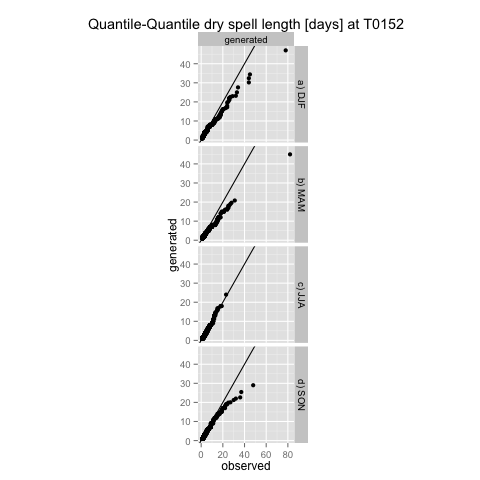 Quantile-Quantile dry spell length [days] at T0152
generated
40
30
20
10
0
a) DJF
40
30
20
10
0
b) MAM
generated
40
30
20
10
0
c) JJA
40
30
20
10
0
d) SON
0 20 40 60 80
observed